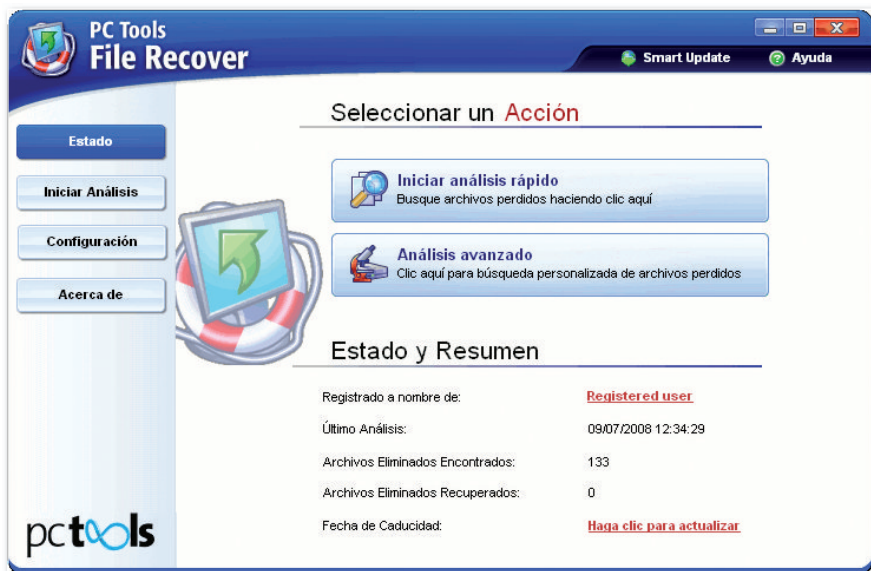 PC Tools
File Recover
Smart Update
Ayuda
Estado
Iniciar Análisis
Configuración
Acerca de
Seleccionar un Acción
Iniciar análisis rápido
Busque archivos perdidos haciendo clic aquí
Análisis avanzado
Clic aquí para búsqueda personalizada de archivos perdidos
Estado y Resumen
Registrado a nombre de: Registered user
Último Análisis: 09/07/2008 12:34:29
Archivos Eliminados Encontrados: 133
Archivos Eliminados Recuperados: 0
Fecha de Caducidad: Haga clic para actualizar
pctools